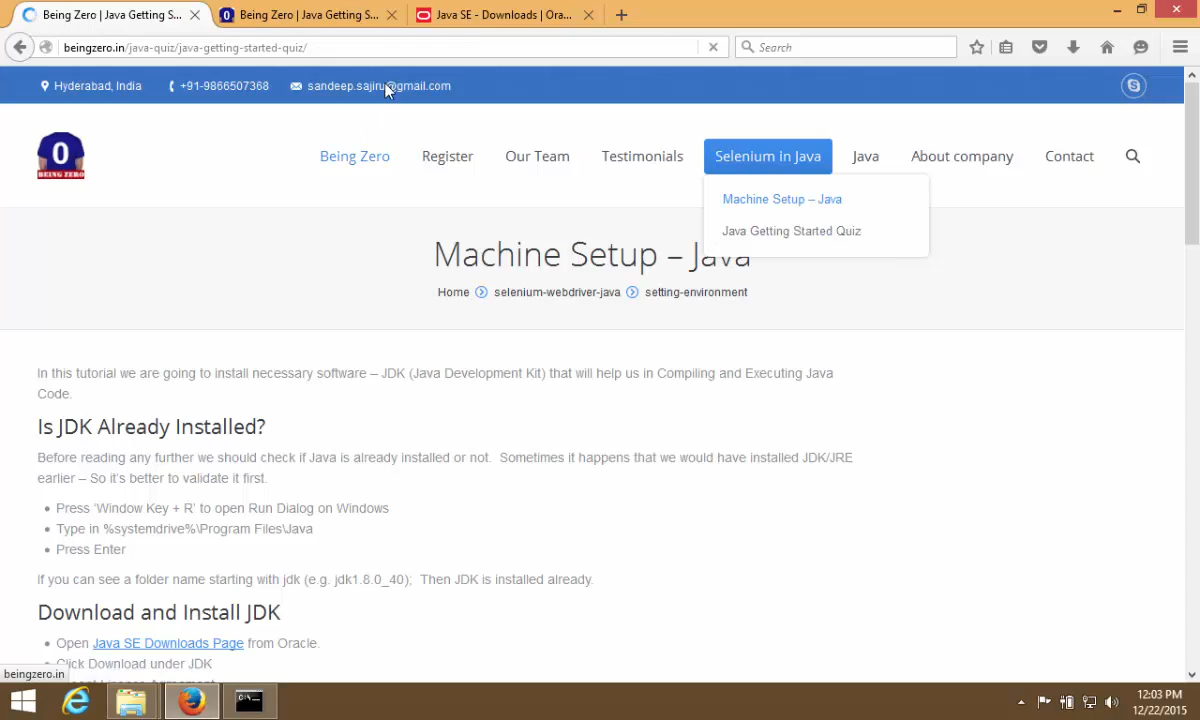 Being Zero | Java Getting S...
Being Zero | Java Getting S...
Java SE - Downloads | Ora...
beingzero.in/java-quiz/java-getting-started-quiz/
Search
Hyderabad, India
+91-9866507368
sandeep.sajiru@gmail.com
0
BEING ZERO
Being Zero
Register
Our Team
Testimonials
Selenium in Java
Java
About company
Contact
Machine Setup – Java
Java Getting Started Quiz
Machine Setup – Java
Home
selenium-webdriver-java
setting-environment
In this tutorial we are going to install necessary software – JDK (Java Development Kit) that will help us in Compiling and Executing Java
Code.
Is JDK Already Installed?
Before reading any further we should check if Java is already installed or not. Sometimes it happens that we would have installed JDK/JRE
earlier – So it's better to validate it first.
Press 'Window Key + R' to open Run Dialog on Windows
Type in %systemdrive%\Program Files\Java
Press Enter
If you can see a folder name starting with jdk (e.g. jdk1.8.0_40); Then JDK is installed already.
Download and Install JDK
Open Java SE Downloads Page from Oracle.
Click Download under JDK
beingzero.in
12:03 PM
12/22/2015